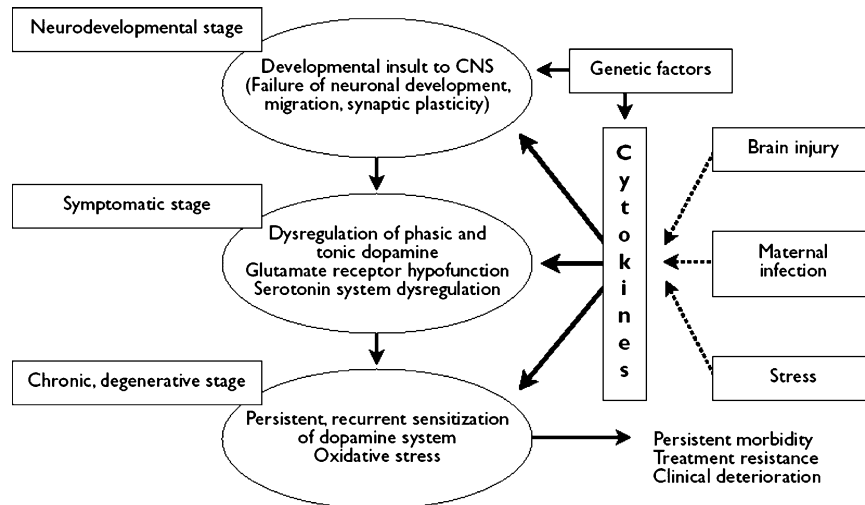 Neurodevelopmental stage
Developmental insult to CNS
(Failure of neuronal development,
migration, synaptic plasticity)
Genetic factors
Cytokines
Brain injury
Symptomatic stage
Dysregulation of phasic and
tonic dopamine
Glutamate receptor hypofunction
Serotonin system dysregulation
Maternal
infection
Chronic, degenerative stage
Stress
Persistent, recurrent sensitization
of dopamine system
Oxidative stress
Persistent morbidity
Treatment resistance
Clinical deterioration